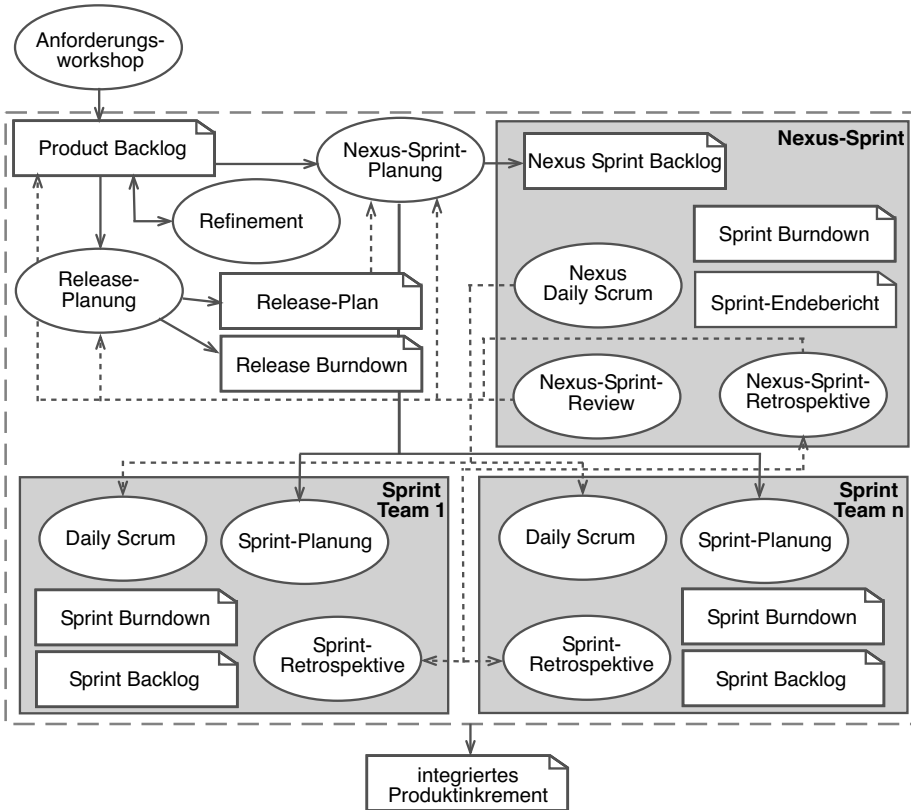 Anforderungs-
workshop
Product Backlog
Nexus-Sprint-
Planung
Nexus-Sprint
Nexus Sprint Backlog
Refinement
Sprint Burndown
Release-
Planung
Nexus
Daily Scrum
Release-Plan
Sprint-Endebericht
Release Burndown
Nexus-Sprint-
Review
Nexus-Sprint-
Retrospektive
Sprint
Team 1
Daily Scrum
Sprint-Planung
Sprint Burndown
Sprint-
Retrospektive
Sprint Backlog
Sprint
Team n
Daily Scrum
Sprint-Planung
Sprint Burndown
Sprint-
Retrospektive
Sprint Backlog
integriertes
Produktinkrement